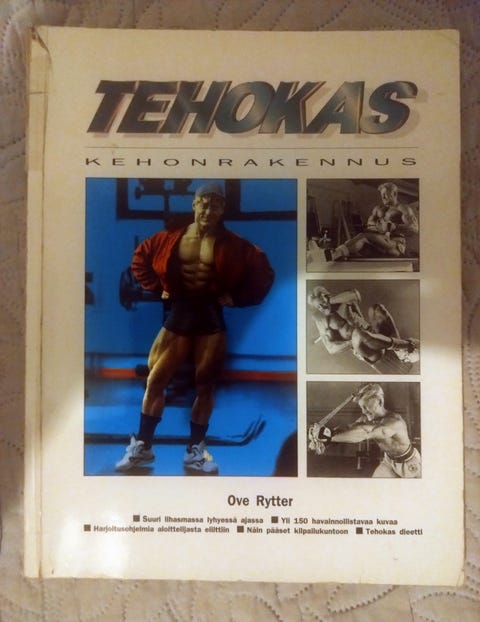 TEHOKAS
KEHONRAKENNUS
Ove Rytter
■ Suuri lihasmassa lyhyessä ajassa ■ Yli 150 havainnollistavaa kuvaa
■ Harjoitusohjelmia aloittelijasta eliittiin ■ Näin pääset kilpailukuntoon ■ Tehokas dieetti